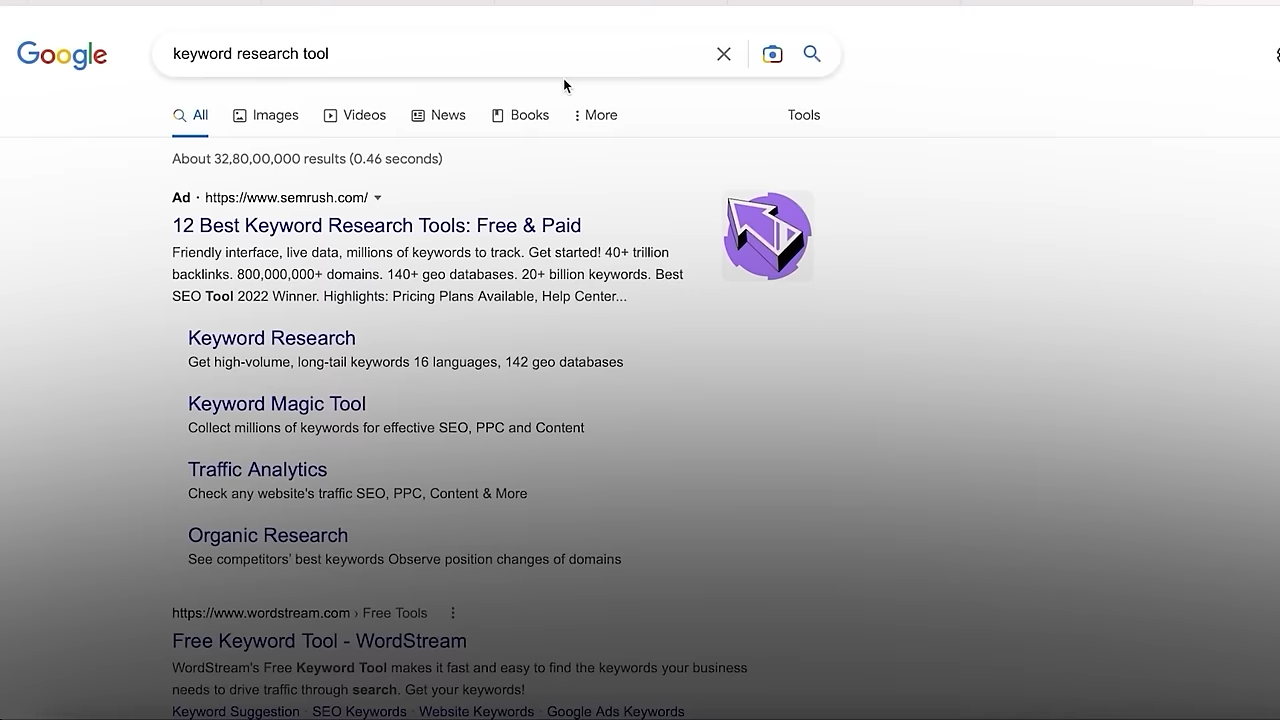 Google
keyword research tool
All Images Videos News Books More Tools
About 32,80,00,000 results (0.46 seconds)
Ad · https://www.semrush.com/
12 Best Keyword Research Tools: Free & Paid
Friendly interface, live data, millions of keywords to track. Get started! 40+ trillion
backlinks. 800,000,000+ domains. 140+ geo databases. 20+ billion keywords. Best
SEO Tool 2022 Winner. Highlights: Pricing Plans Available, Help Center...
Keyword Research
Get high-volume, long-tail keywords 16 languages, 142 geo databases
Keyword Magic Tool
Collect millions of keywords for effective SEO, PPC and Content
Traffic Analytics
Check any website's traffic SEO, PPC, Content & More
Organic Research
See competitors' best keywords Observe position changes of domains
https://www.wordstream.com › Free Tools
Free Keyword Tool - WordStream
WordStream's Free Keyword Tool makes it fast and easy to find the keywords your business
needs to drive traffic through search. Get your keywords!
Keyword Suggestion · SEO Keywords · Website Keywords · Google Ads Keywords